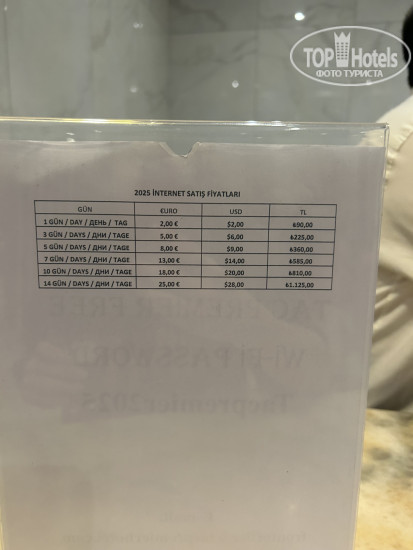 TOPHotels
ФОТО ТУРИСТА
2025 İNTERNET SATIŞ FİYATLARI
GÜN EURO USD TL
1 GÜN / DAY / ДЕНЬ / TAG 2,00 € $2,00 ₺90,00
3 GÜN / DAYS / ДНИ / TAGE 5,00 € $6,00 ₺225,00
5 GÜN / DAYS / ДНИ / TAGE 8,00 € $9,00 ₺360,00
7 GÜN / DAYS / ДНИ / TAGE 13,00 € $14,00 ₺585,00
10 GÜN / DAYS / ДНИ / TAGE 18,00 € $20,00 ₺810,00
14 GÜN / DAYS / ДНИ / TAGE 25,00 € $28,00 ₺1.125,00
Wi-Fi PASSWORD